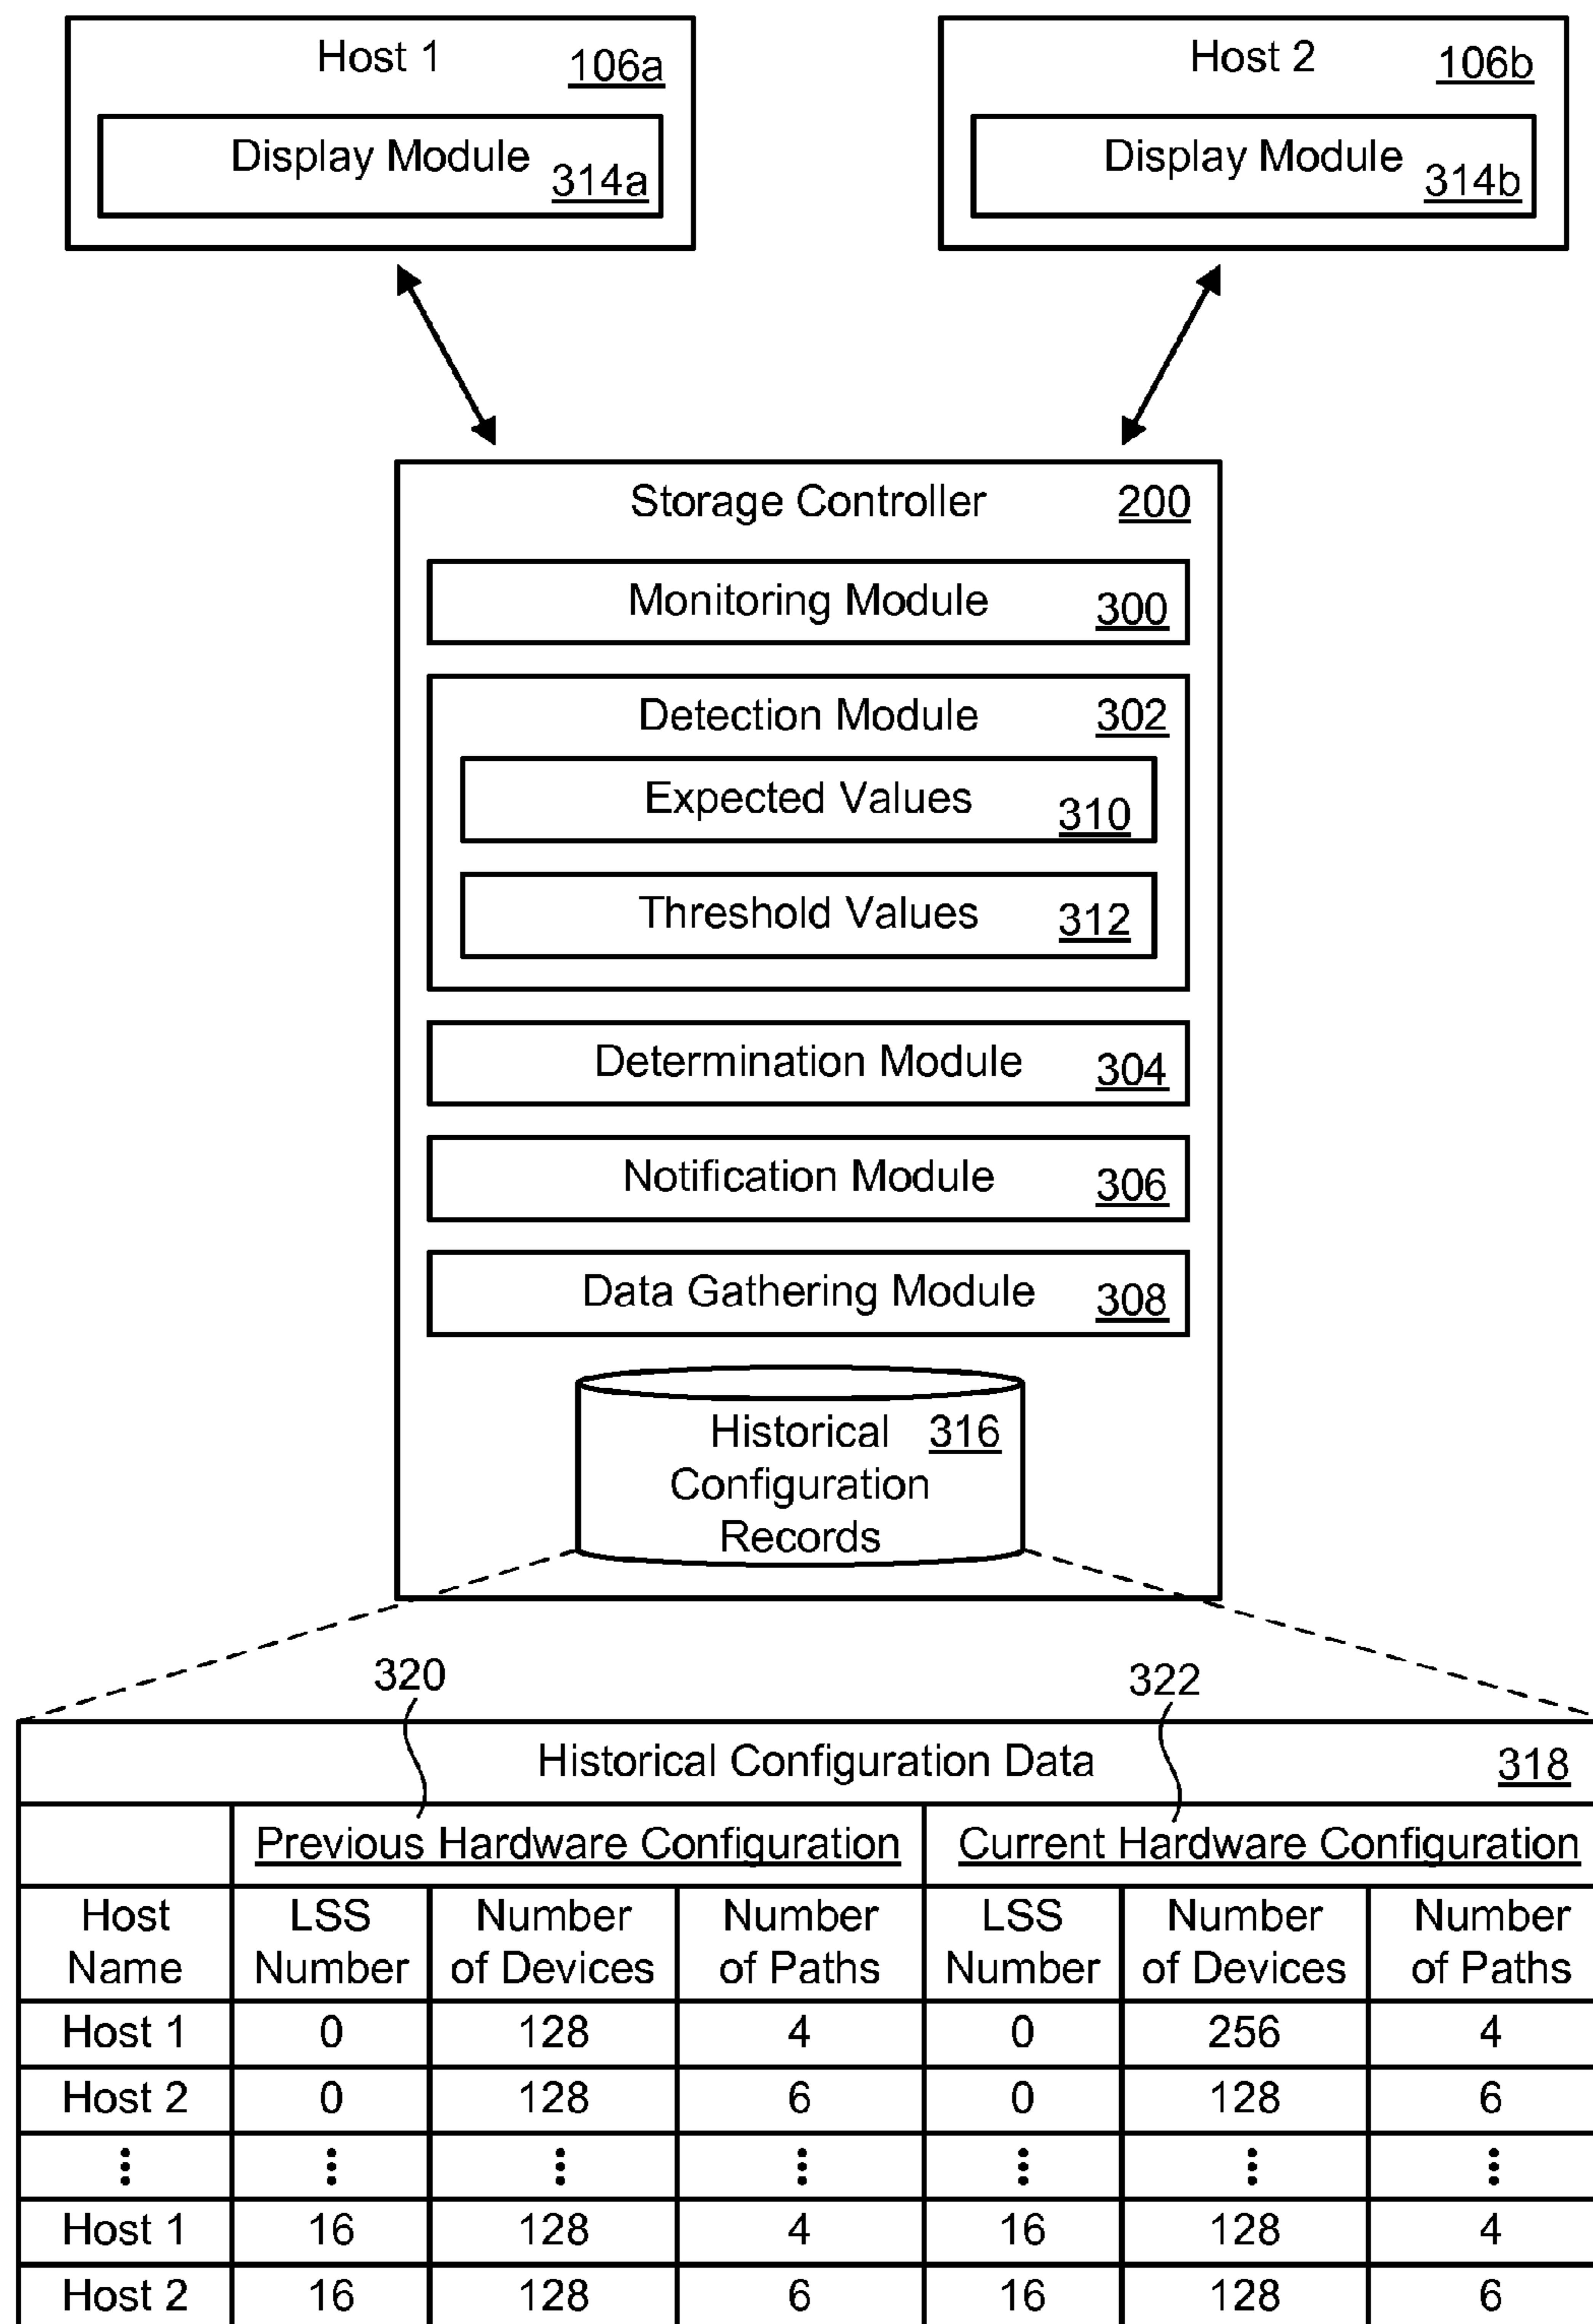 Host 1 106a
Display Module 314a
Host 2 106b
Display Module 314b
Storage Controller 200
Monitoring Module 300
Detection Module 302
Expected Values 310
Threshold Values 312
Determination Module 304
Notification Module 306
Data Gathering Module 308
Historical 316
Configuration
Records
320 322
Historical Configuration Data 318
Previous Hardware Configuration Current Hardware Configuration
Host LSS Number Number LSS Number Number
Name Number of Devices of Paths Number of Devices of Paths
Host 1 0 128 4 0 256 4
Host 2 0 128 6 0 128 6
⋮ ⋮ ⋮ ⋮ ⋮ ⋮ ⋮
Host 1 16 128 4 16 128 4
Host 2 16 128 6 16 128 6